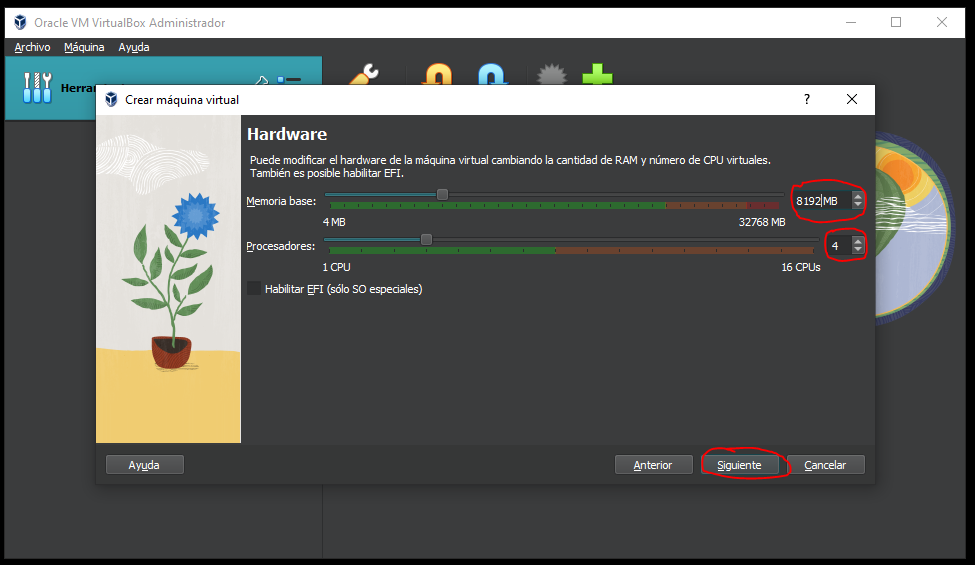 Oracle VM VirtualBox Administrador
Archivo Máquina Ayuda
Crear máquina virtual ?
Hardware
Puede modificar el hardware de la máquina virtual cambiando la cantidad de RAM y número de CPU virtuales.
También es posible habilitar EFI.
Memoria base: 8192 MB
4 MB 32768 MB
Procesadores: 4
1 CPU 16 CPUs
Habilitar EFI (sólo SO especiales)
Ayuda Anterior Siguiente Cancelar